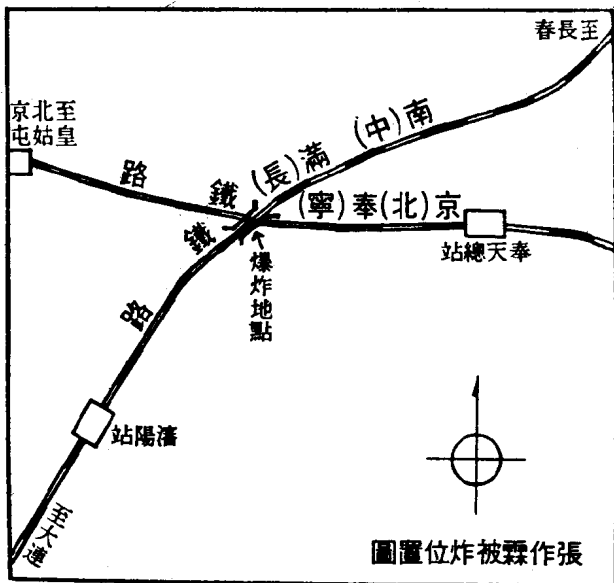 至長春
至北京
皇姑屯
南(中)滿(長)鐵路
京(北)奉(寧)鐵路
奉天總站
爆炸地點
瀋陽站
至大連
張作霖被炸位置圖